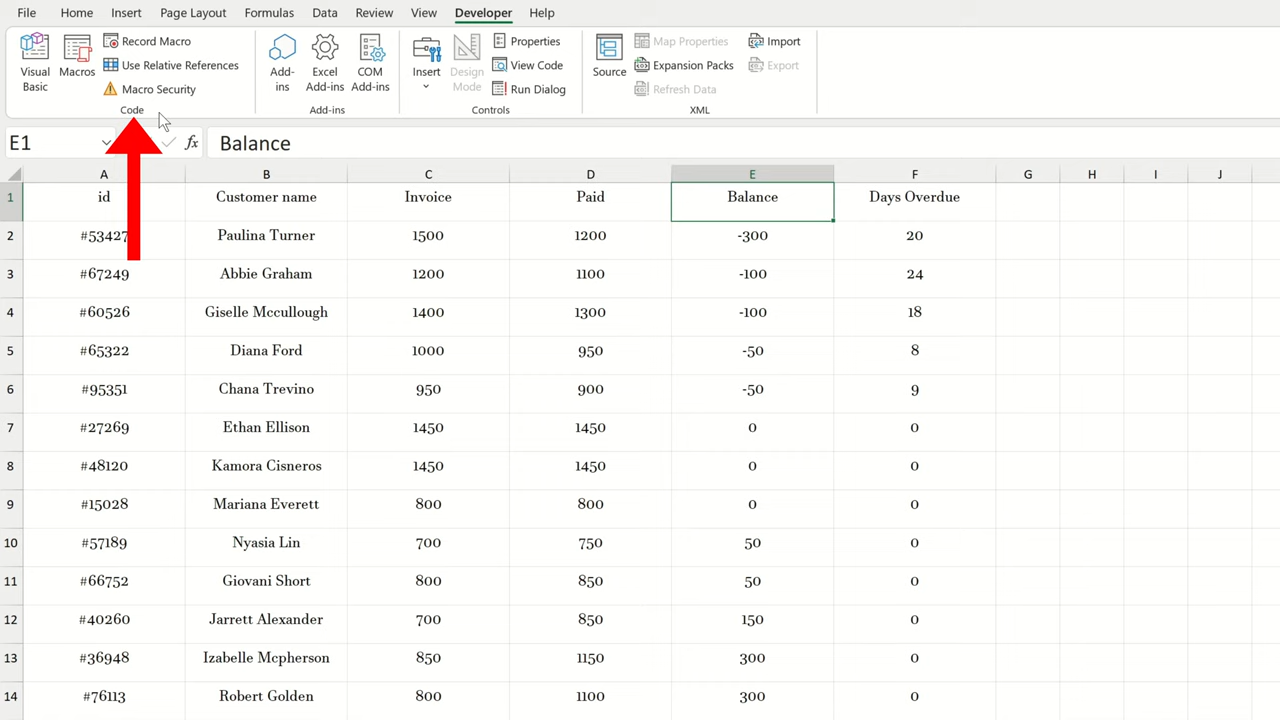 File Home Insert Page Layout Formulas Data Review View Developer Help
Visual Basic
Macros
Record Macro
Use Relative References
Macro Security
Code
Add-ins
Excel Add-ins
COM Add-ins
Add-ins
Insert
Design Mode
Properties
View Code
Run Dialog
Controls
Source
Map Properties
Expansion Packs
Refresh Data
Import
Export
XML
E1 fx Balance
A B C D E F G H I J
1 id Customer name Invoice Paid Balance Days Overdue
2 #53427 Paulina Turner 1500 1200 -300 20
3 #67249 Abbie Graham 1200 1100 -100 24
4 #60526 Giselle Mccullough 1400 1300 -100 18
5 #65322 Diana Ford 1000 950 -50 8
6 #95351 Chana Trevino 950 900 -50 9
7 #27269 Ethan Ellison 1450 1450 0 0
8 #48120 Kamora Cisneros 1450 1450 0 0
9 #15028 Mariana Everett 800 800 0 0
10 #57189 Nyasia Lin 700 750 50 0
11 #66752 Giovani Short 800 850 50 0
12 #40260 Jarrett Alexander 700 850 150 0
13 #36948 Izabelle Mcpherson 850 1150 300 0
14 #76113 Robert Golden 800 1100 300 0